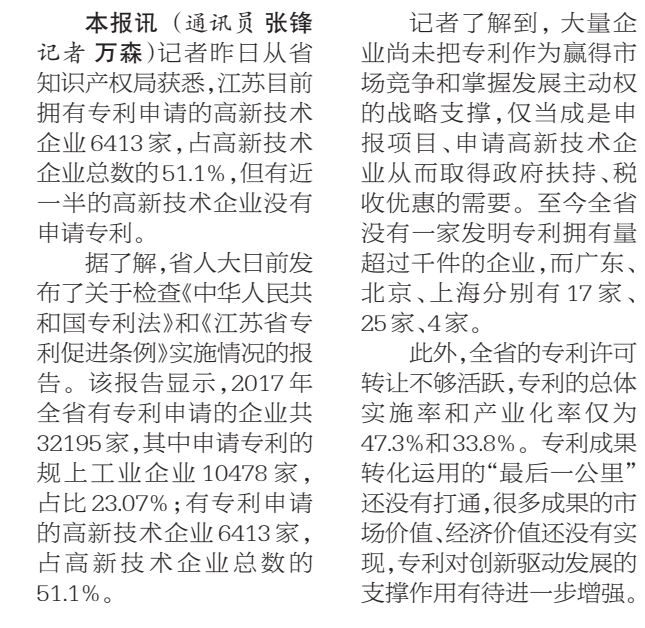 本报讯（通讯员 张锋
记者 万森）记者昨日从省
知识产权局获悉，江苏目前
拥有专利申请的高新技术
企业6413家，占高新技术
企业总数的51.1%，但有近
一半的高新技术企业没有
申请专利。
据了解，省人大日前发
布了关于检查《中华人民共
和国专利法》和《江苏省专
利促进条例》实施情况的报
告。该报告显示，2017年
全省有专利申请的企业共
32195家，其中申请专利的
规上工业企业10478家，
占比23.07%；有专利申请
的高新技术企业6413家，
占高新技术企业总数的
51.1%。
记者了解到，大量企
业尚未把专利作为赢得市
场竞争和掌握发展主动权
的战略支撑，仅当成是申
报项目、申请高新技术企
业从而取得政府扶持、税
收优惠的需要。至今全省
没有一家发明专利拥有量
超过千件的企业，而广东、
北京、上海分别有17家、
25家、4家。
此外，全省的专利许可
转让不够活跃，专利的总体
实施率和产业化率仅为
47.3%和33.8%。专利成果
转化运用的“最后一公里”
还没有打通，很多成果的市
场价值、经济价值还没有实
现，专利对创新驱动发展的
支撑作用有待进一步增强。